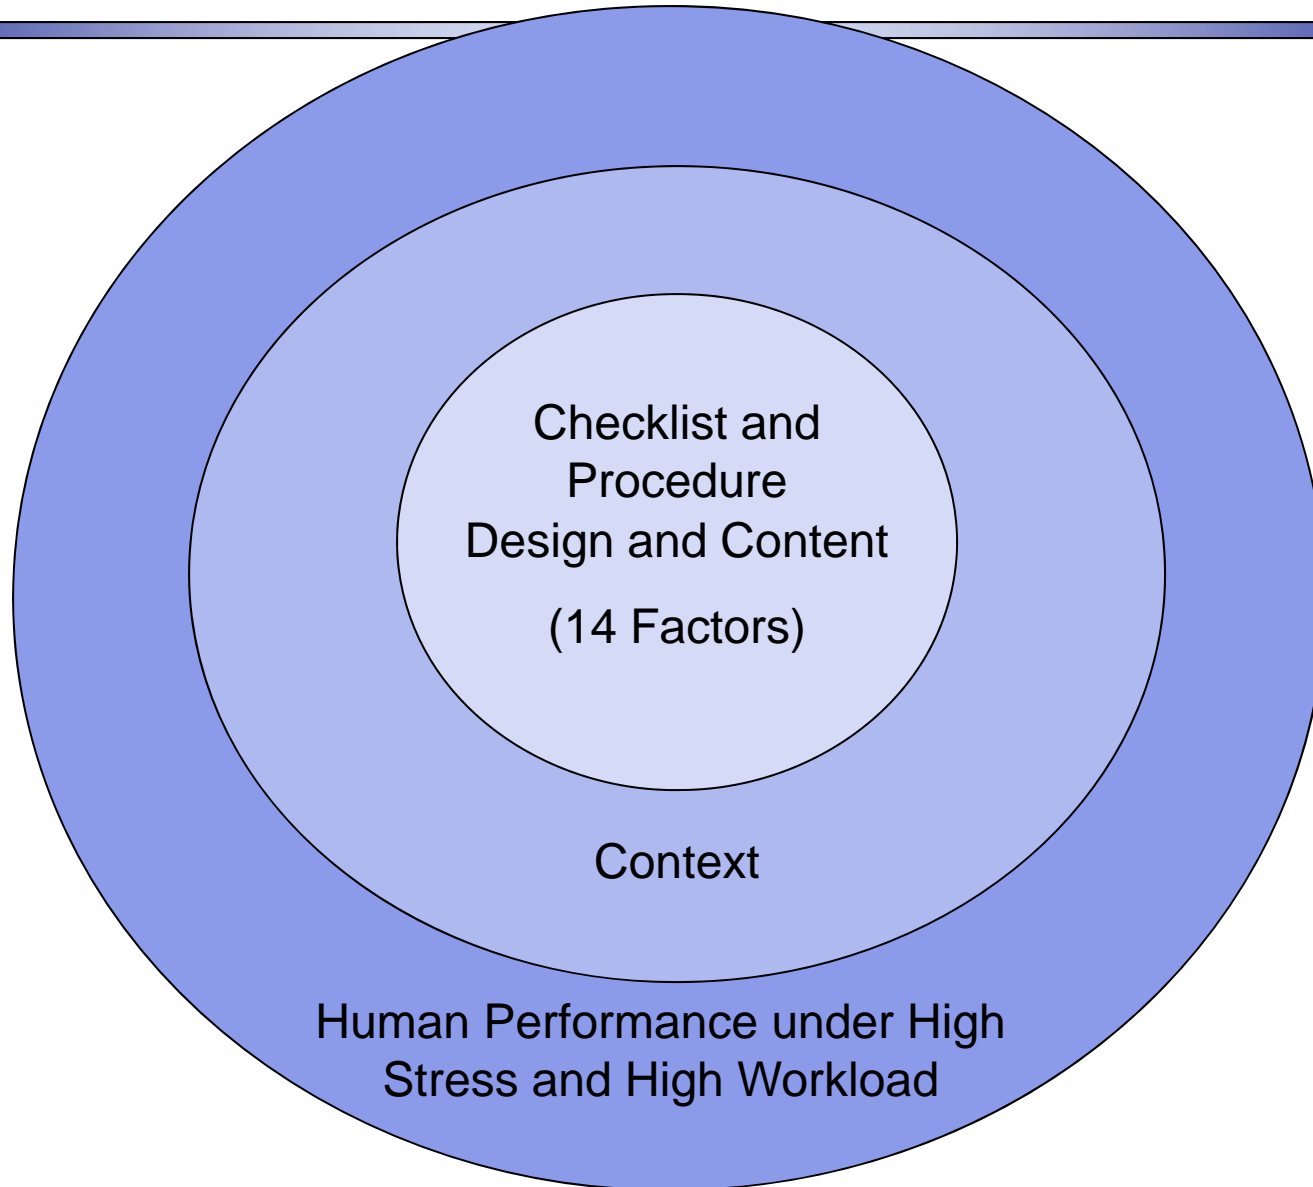 Checklist and
Procedure
Design and Content
(14 Factors)
Context
Human Performance under High
Stress and High Workload